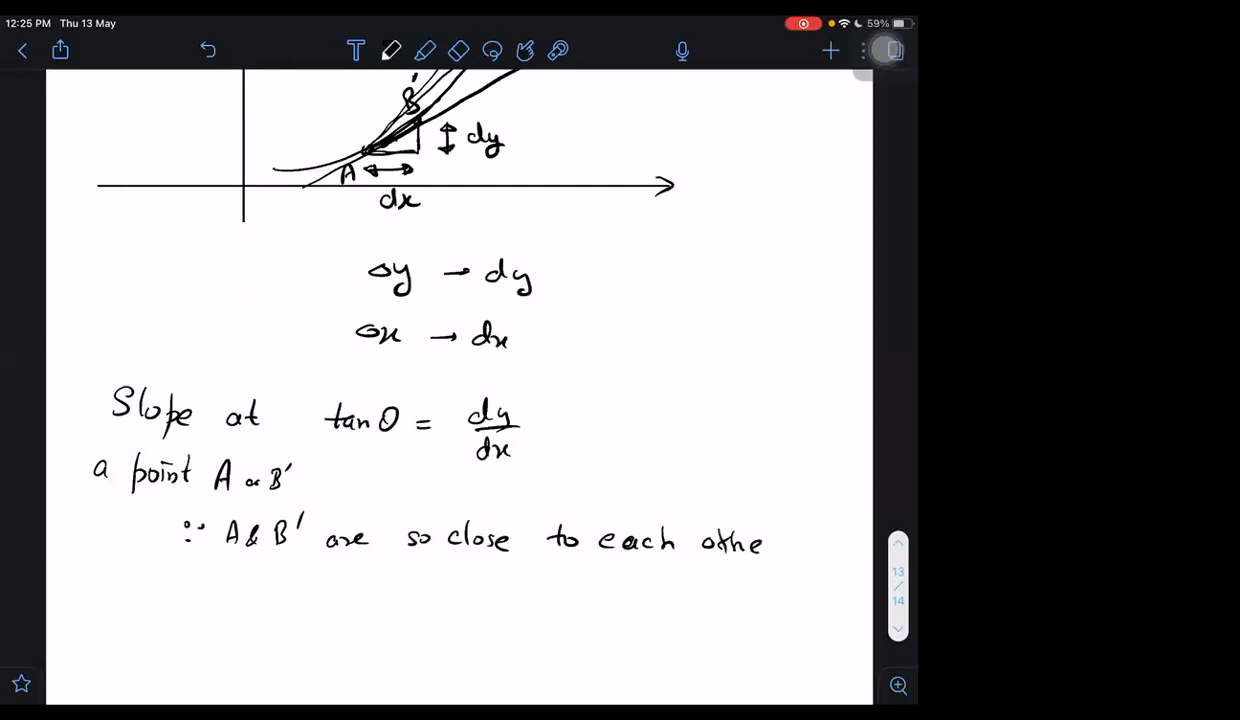 12:25 PM Thu 13 May
59%
T
B'
dy
A
dx
Δy → dy
Δx → dx
Slope at tanθ = dy/dx
a point A or B'
∵ A & B' are so close to each othe
13
/
14